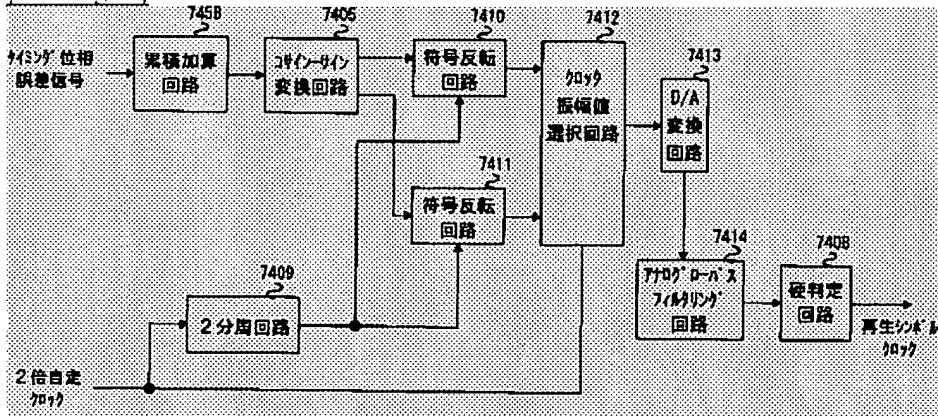 7458
7405
7410
7412
タイミング位相
誤差信号
累積加算
回路
コサイン-サイン
変換回路
符号反転
回路
クロック
振幅値
選択回路
7413
D/A
変換
回路
7411
符号反転
回路
7409
2分周回路
7414
アナログローパス
フィルタリング
回路
7408
硬判定
回路
再生シンボル
クロック
2倍自走
クロック